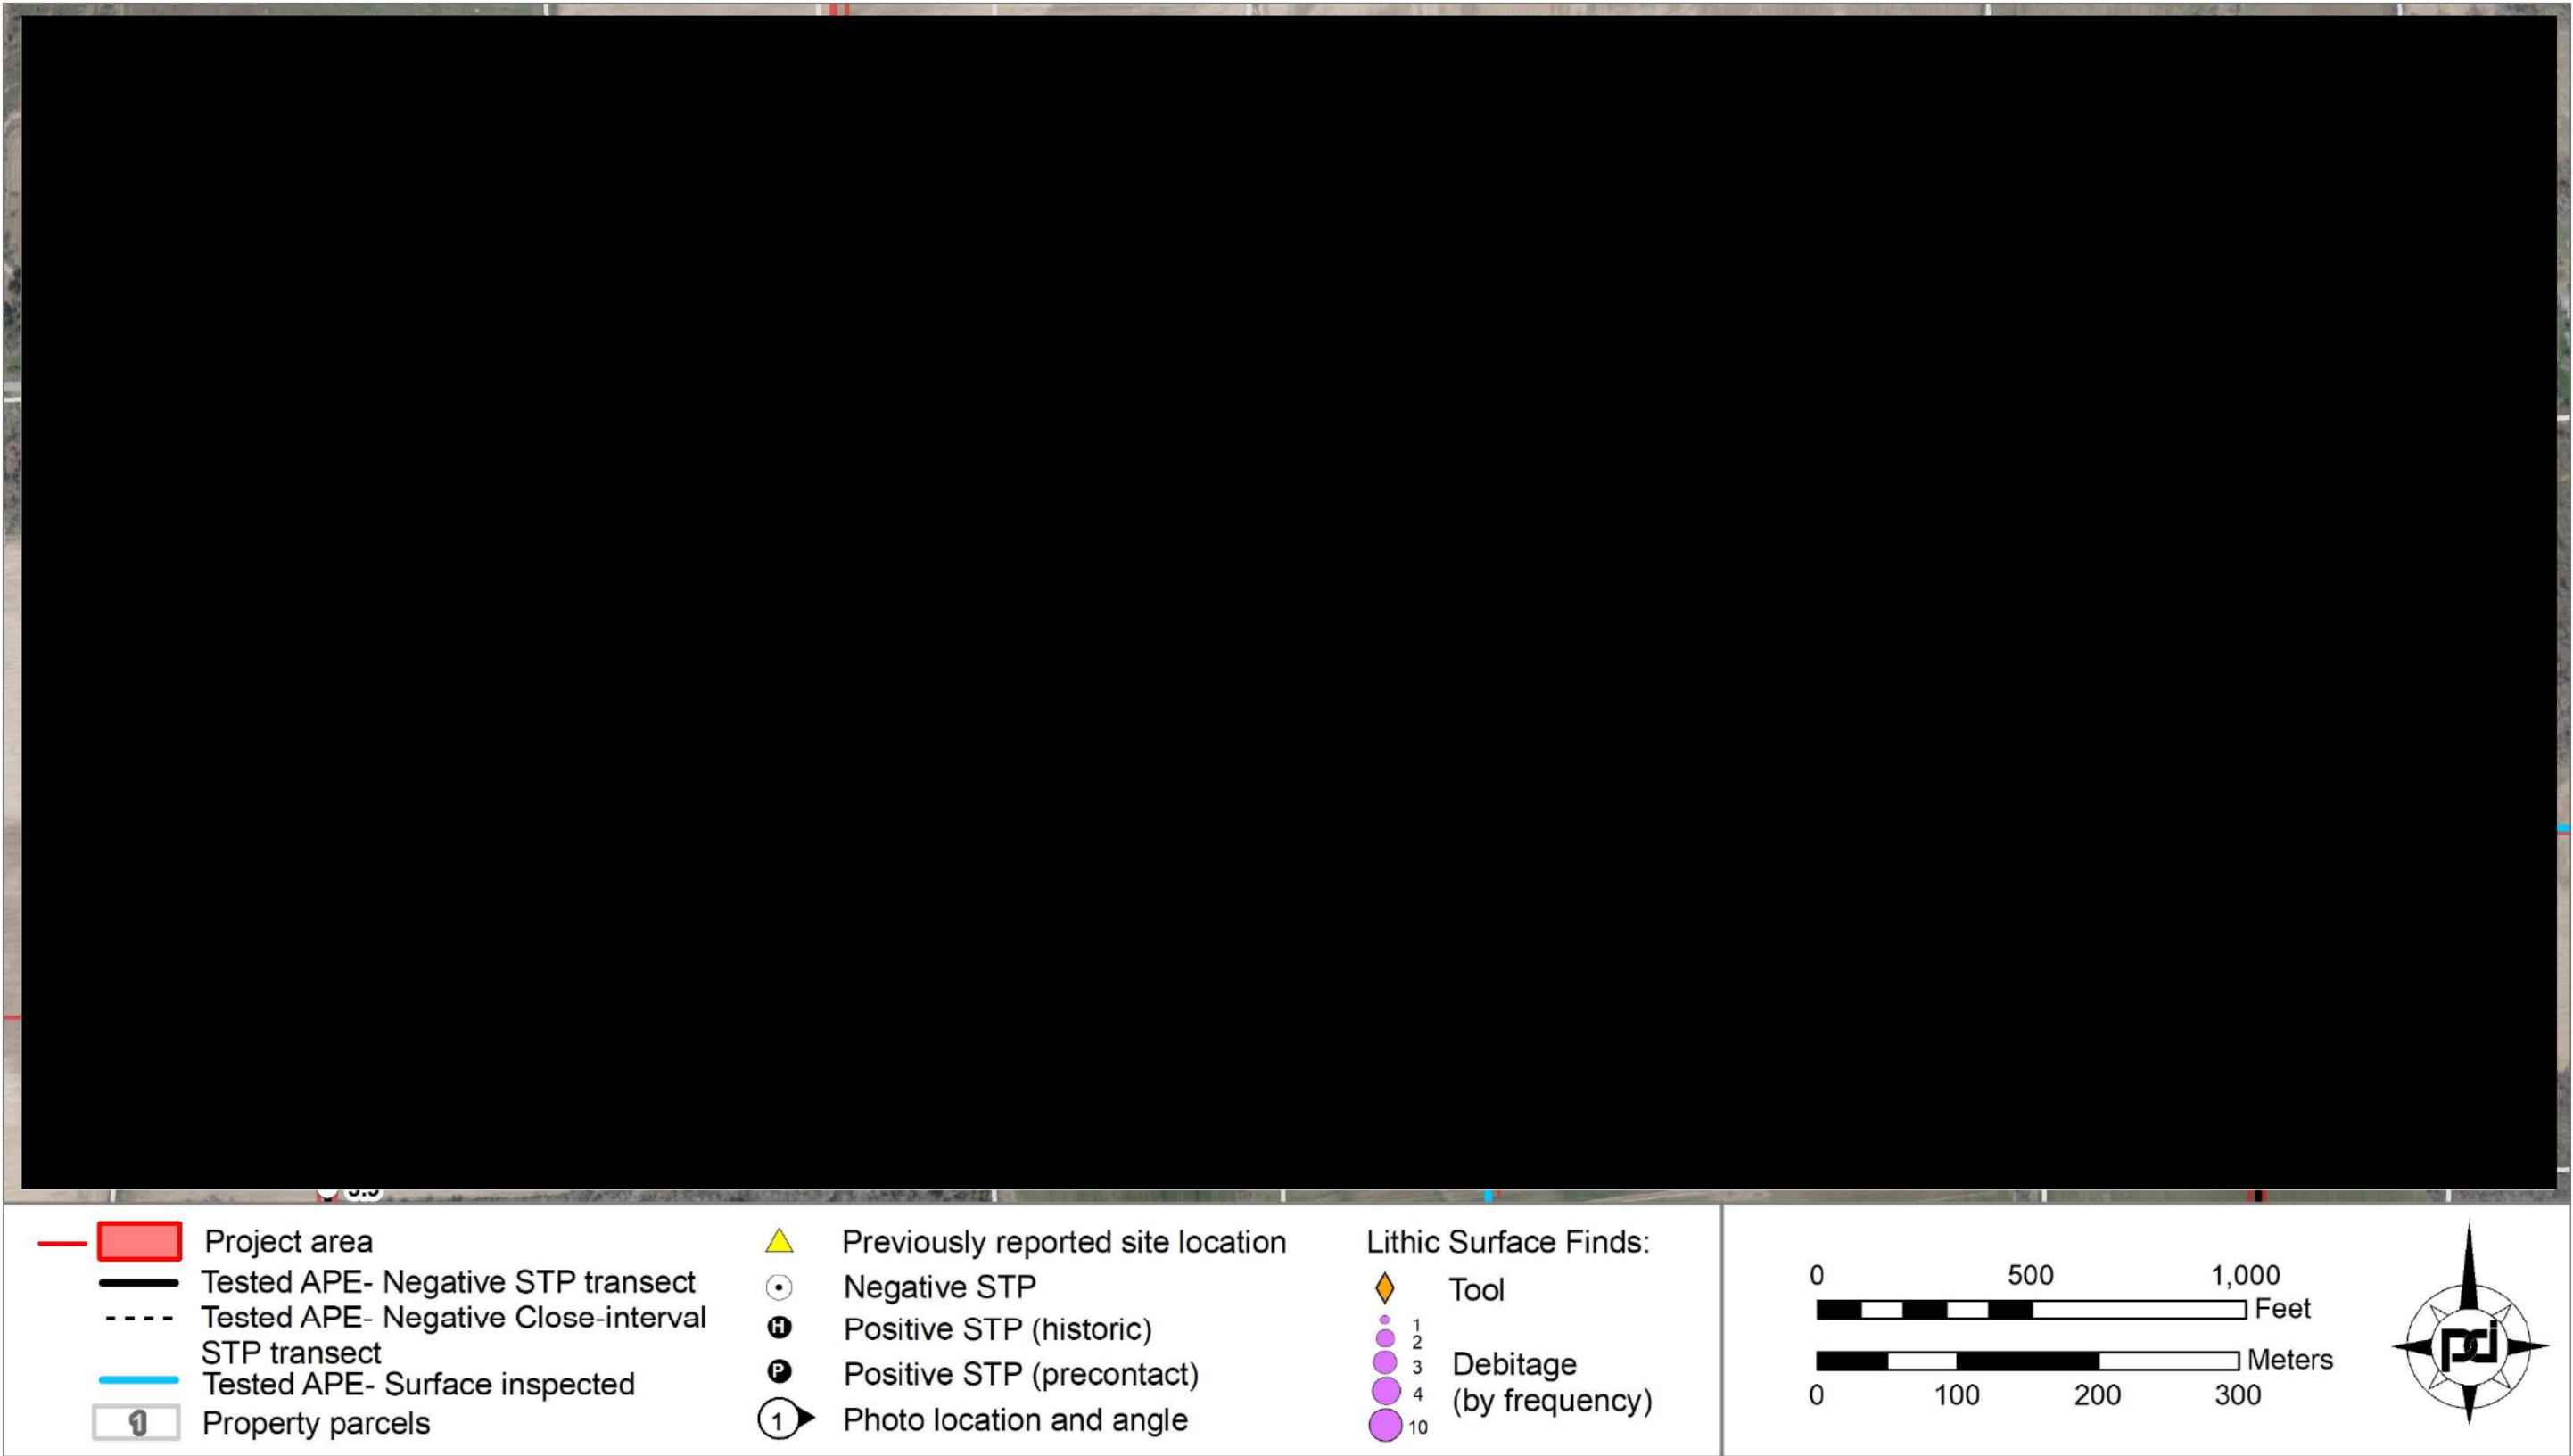 Project area
Tested APE- Negative STP transect
Tested APE- Negative Close-interval
STP transect
Tested APE- Surface inspected
1
Property parcels
Previously reported site location
Negative STP
H
Positive STP (historic)
P
Positive STP (precontact)
1
Photo location and angle
Lithic Surface Finds:
Tool
1
2
3
4
10
Debitage
(by frequency)
0 500 1,000
Feet
Meters
0 100 200 300
pci